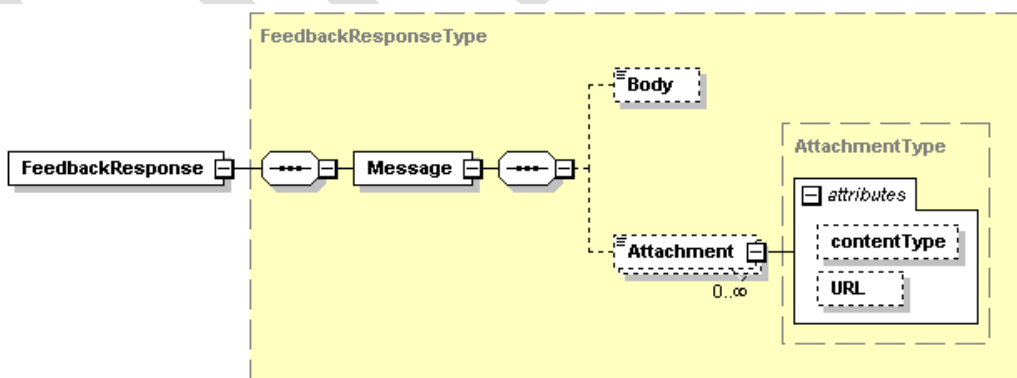 FeedbackResponseType
Body
AttachmentType
FeedbackResponse
Message
attributes
contentType
Attachment
URL
0..∞